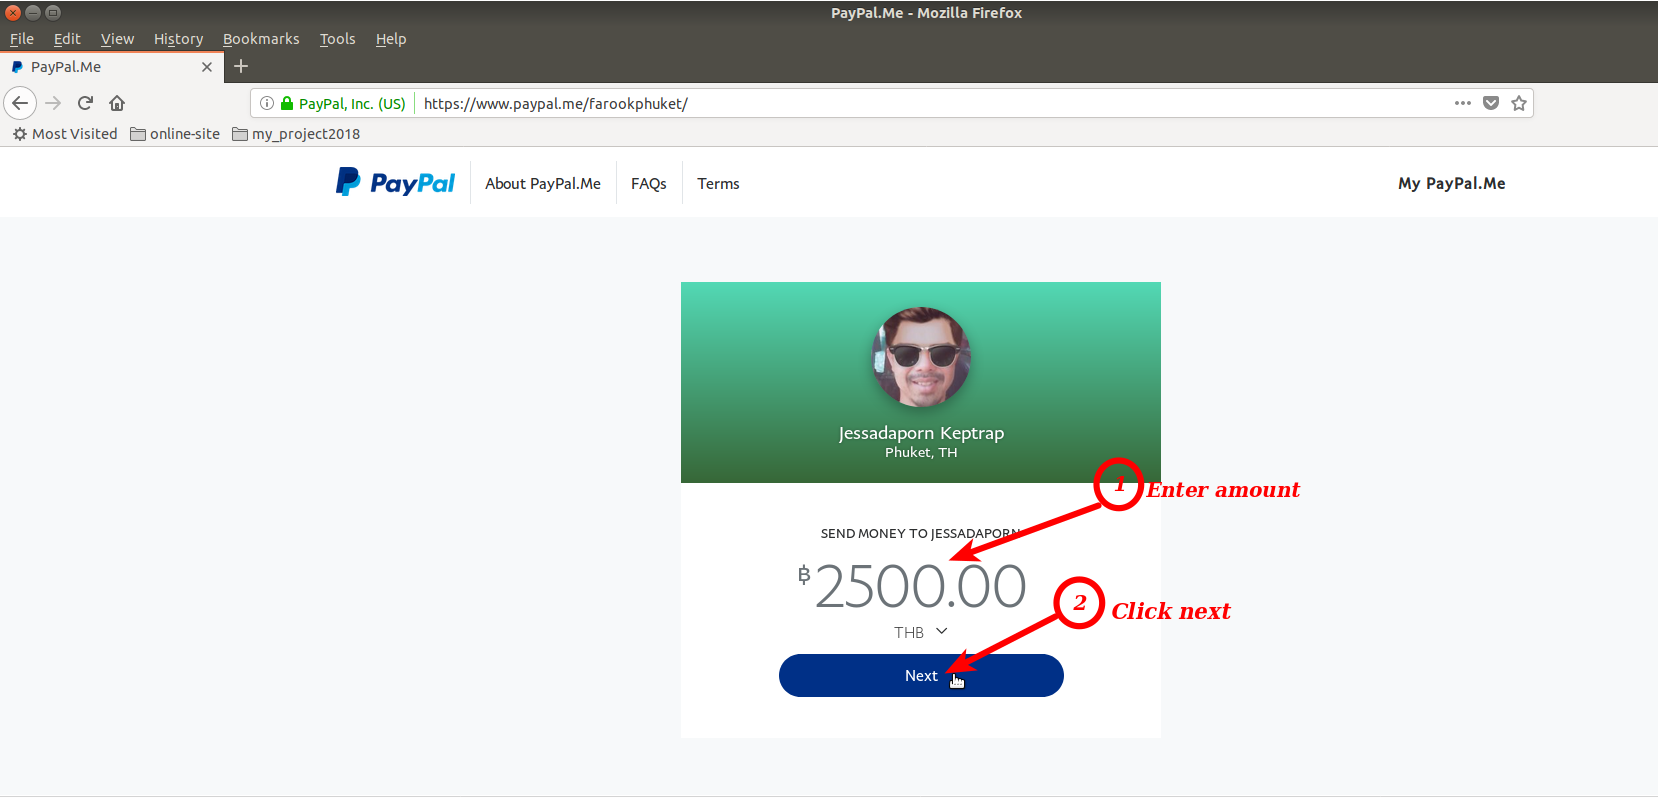 PayPal.Me - Mozilla Firefox
File Edit View History Bookmarks Tools Help
PayPal.Me
PayPal, Inc. (US) https://www.paypal.me/farookphuket/
Most Visited online-site my_project2018
PayPal About PayPal.Me FAQs Terms My PayPal.Me
Jessadaporn Keptrap
Phuket, TH
1 Enter amount
SEND MONEY TO JESSADAPORN
฿2500.00
2 Click next
THB
Next